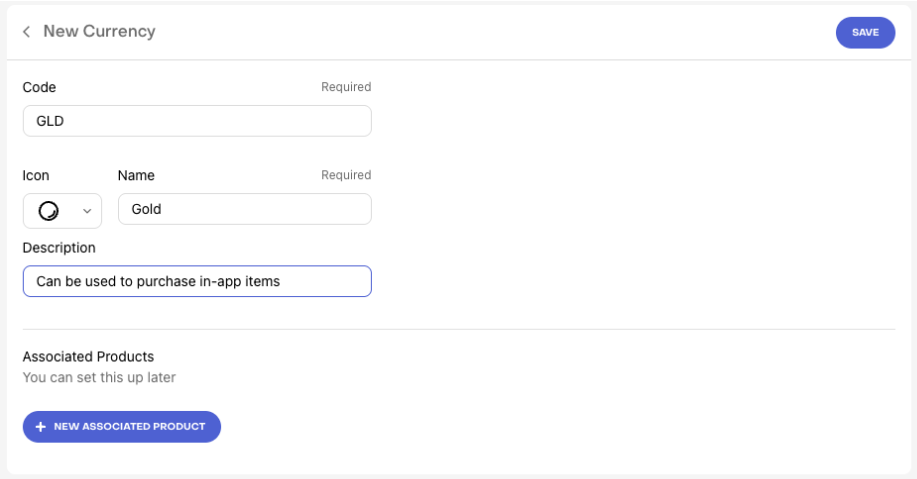 New Currency
SAVE
Code Required
GLD
Icon Name Required
Gold
Description
Can be used to purchase in-app items
Associated Products
You can set this up later
+ NEW ASSOCIATED PRODUCT